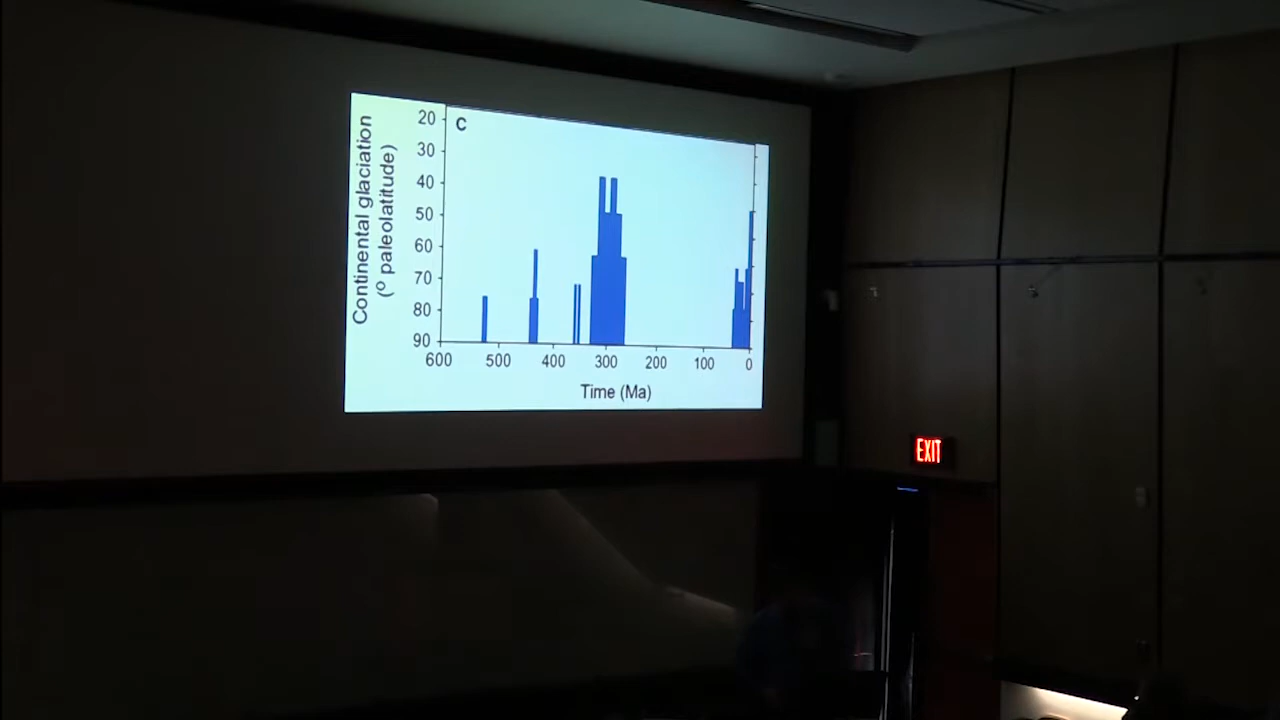 C
Continental glaciation
(º paleolatitude)
20
30
40
50
60
70
80
90
600 500 400 300 200 100 0
Time (Ma)
EXIT